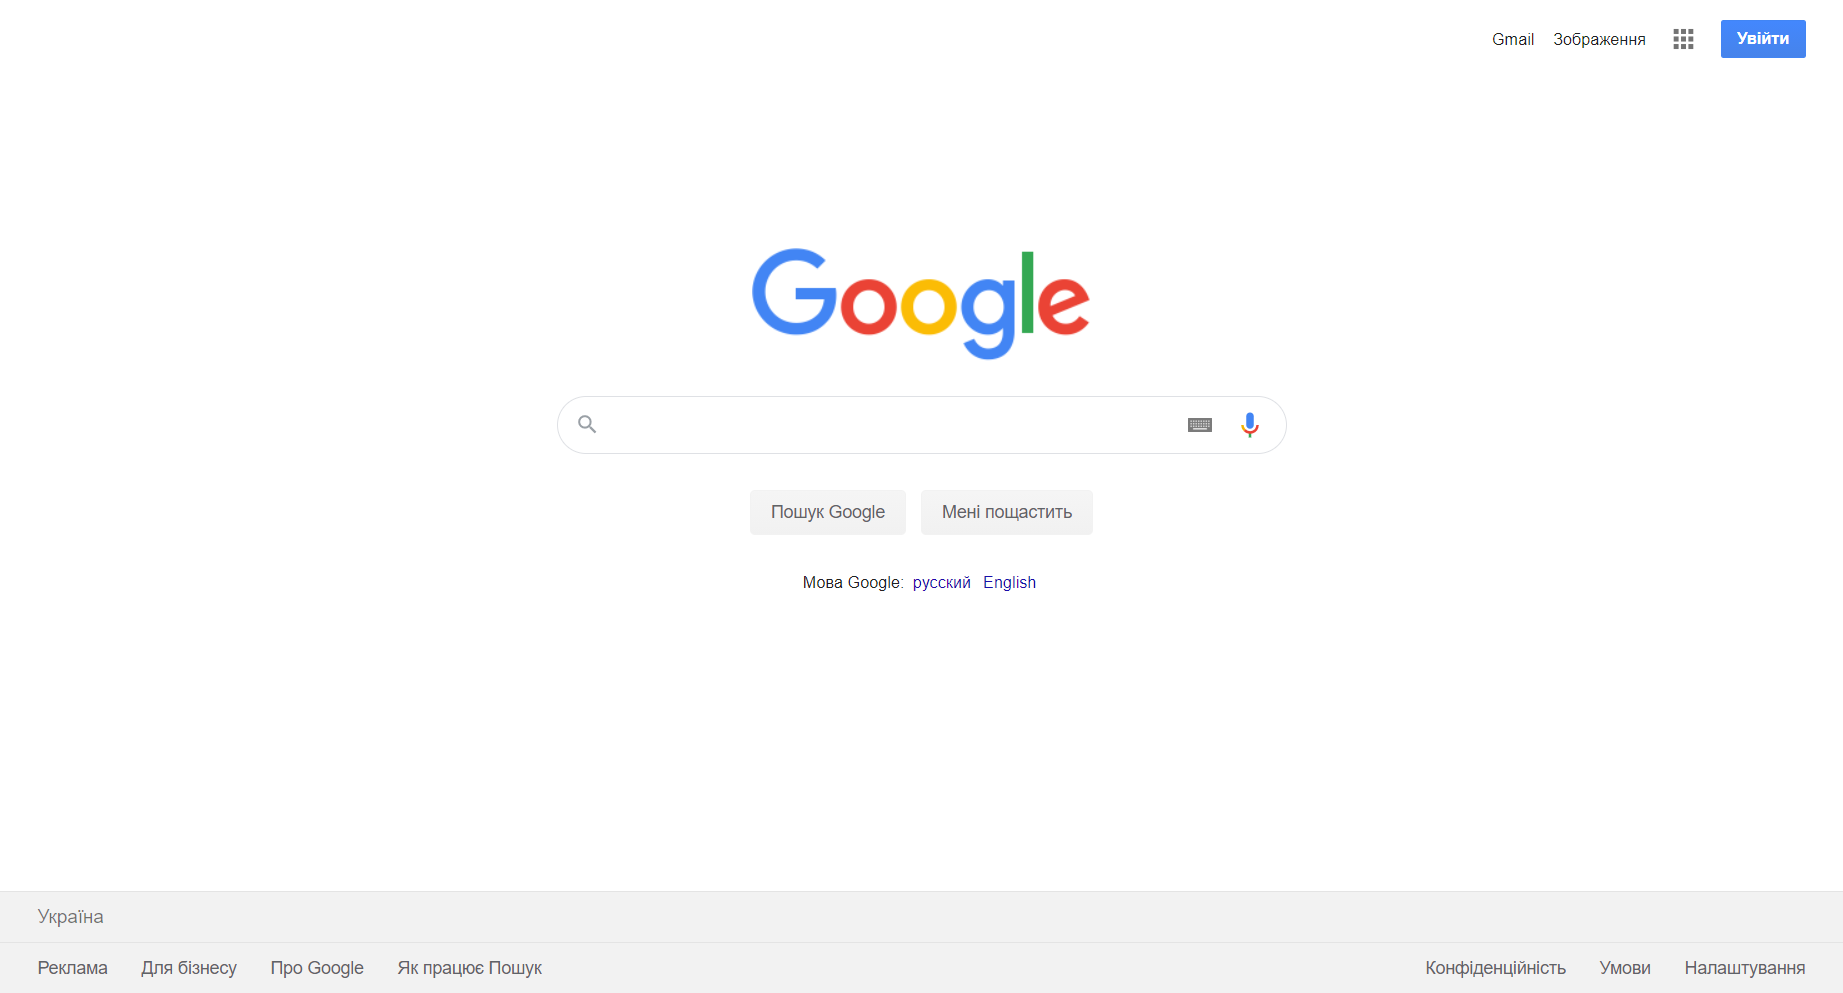 Gmail Зображення Увійти
Google
Пошук Google Мені пощастить
Мова Google: русский English
Україна
Реклама Для бізнесу Про Google Як працює Пошук Конфіденційність Умови Налаштування